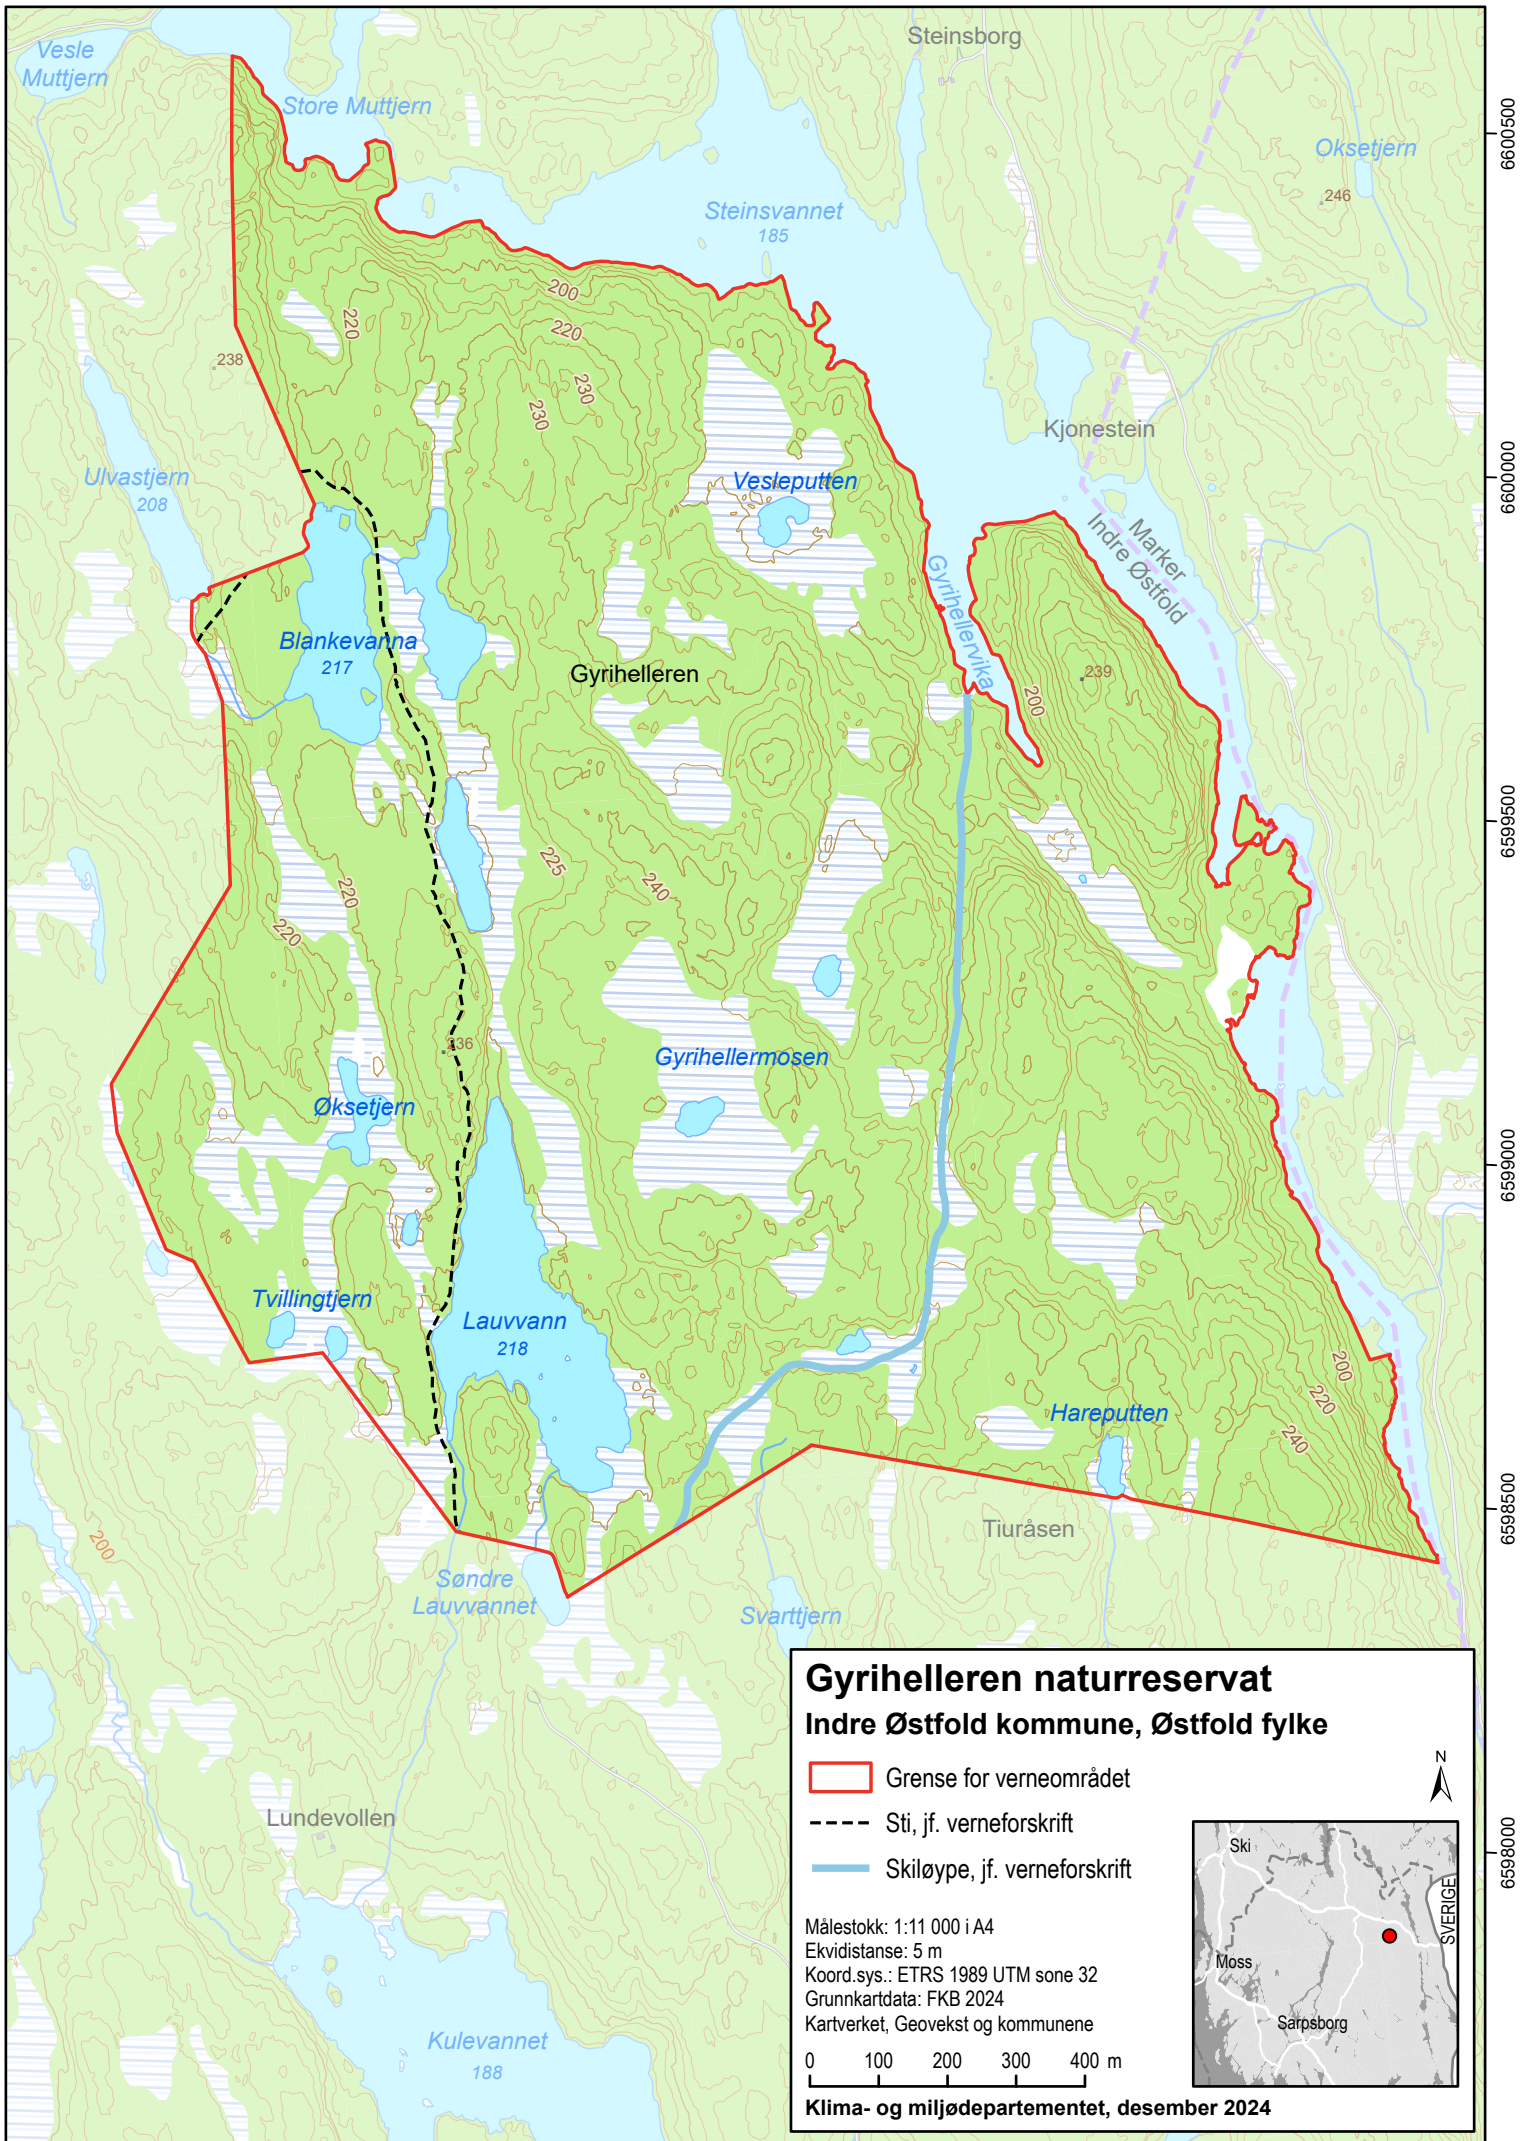 Steinsborg
Vesle
Muttjern
Store Muttjern
6600500
Oksetjern
246
Steinsvannet
185
200
220
220
238
230
230
Kjonestein
Ulvastjern
208
Vesleputten
6600000
Marker
Indre Østfold
Gyrihellervika
Blankevanna
217
Gyrihelleren
239
200
6599500
225
240
220
220
236
Gyrihellermosen
Øksetjern
6599000
Tvillingtjern
Lauvvann
218
200
220
240
Hareputten
6598500
Tiuråsen
200
Søndre
Lauvvannet
Svarttjern
Gyrihelleren naturreservat
Indre Østfold kommune, Østfold fylke
Grense for verneområdet
Sti, jf. verneforskrift
Skiløype, jf. verneforskrift
N
Lundevollen
6598000
Ski
SVERIGE
Moss
Sarpsborg
Målestokk: 1:11 000 i A4
Ekvidistanse: 5 m
Koord.sys.: ETRS 1989 UTM sone 32
Grunnkartdata: FKB 2024
Kartverket, Geovekst og kommunene
Kulevannet
188
0 100 200 300 400 m
Klima- og miljødepartementet, desember 2024